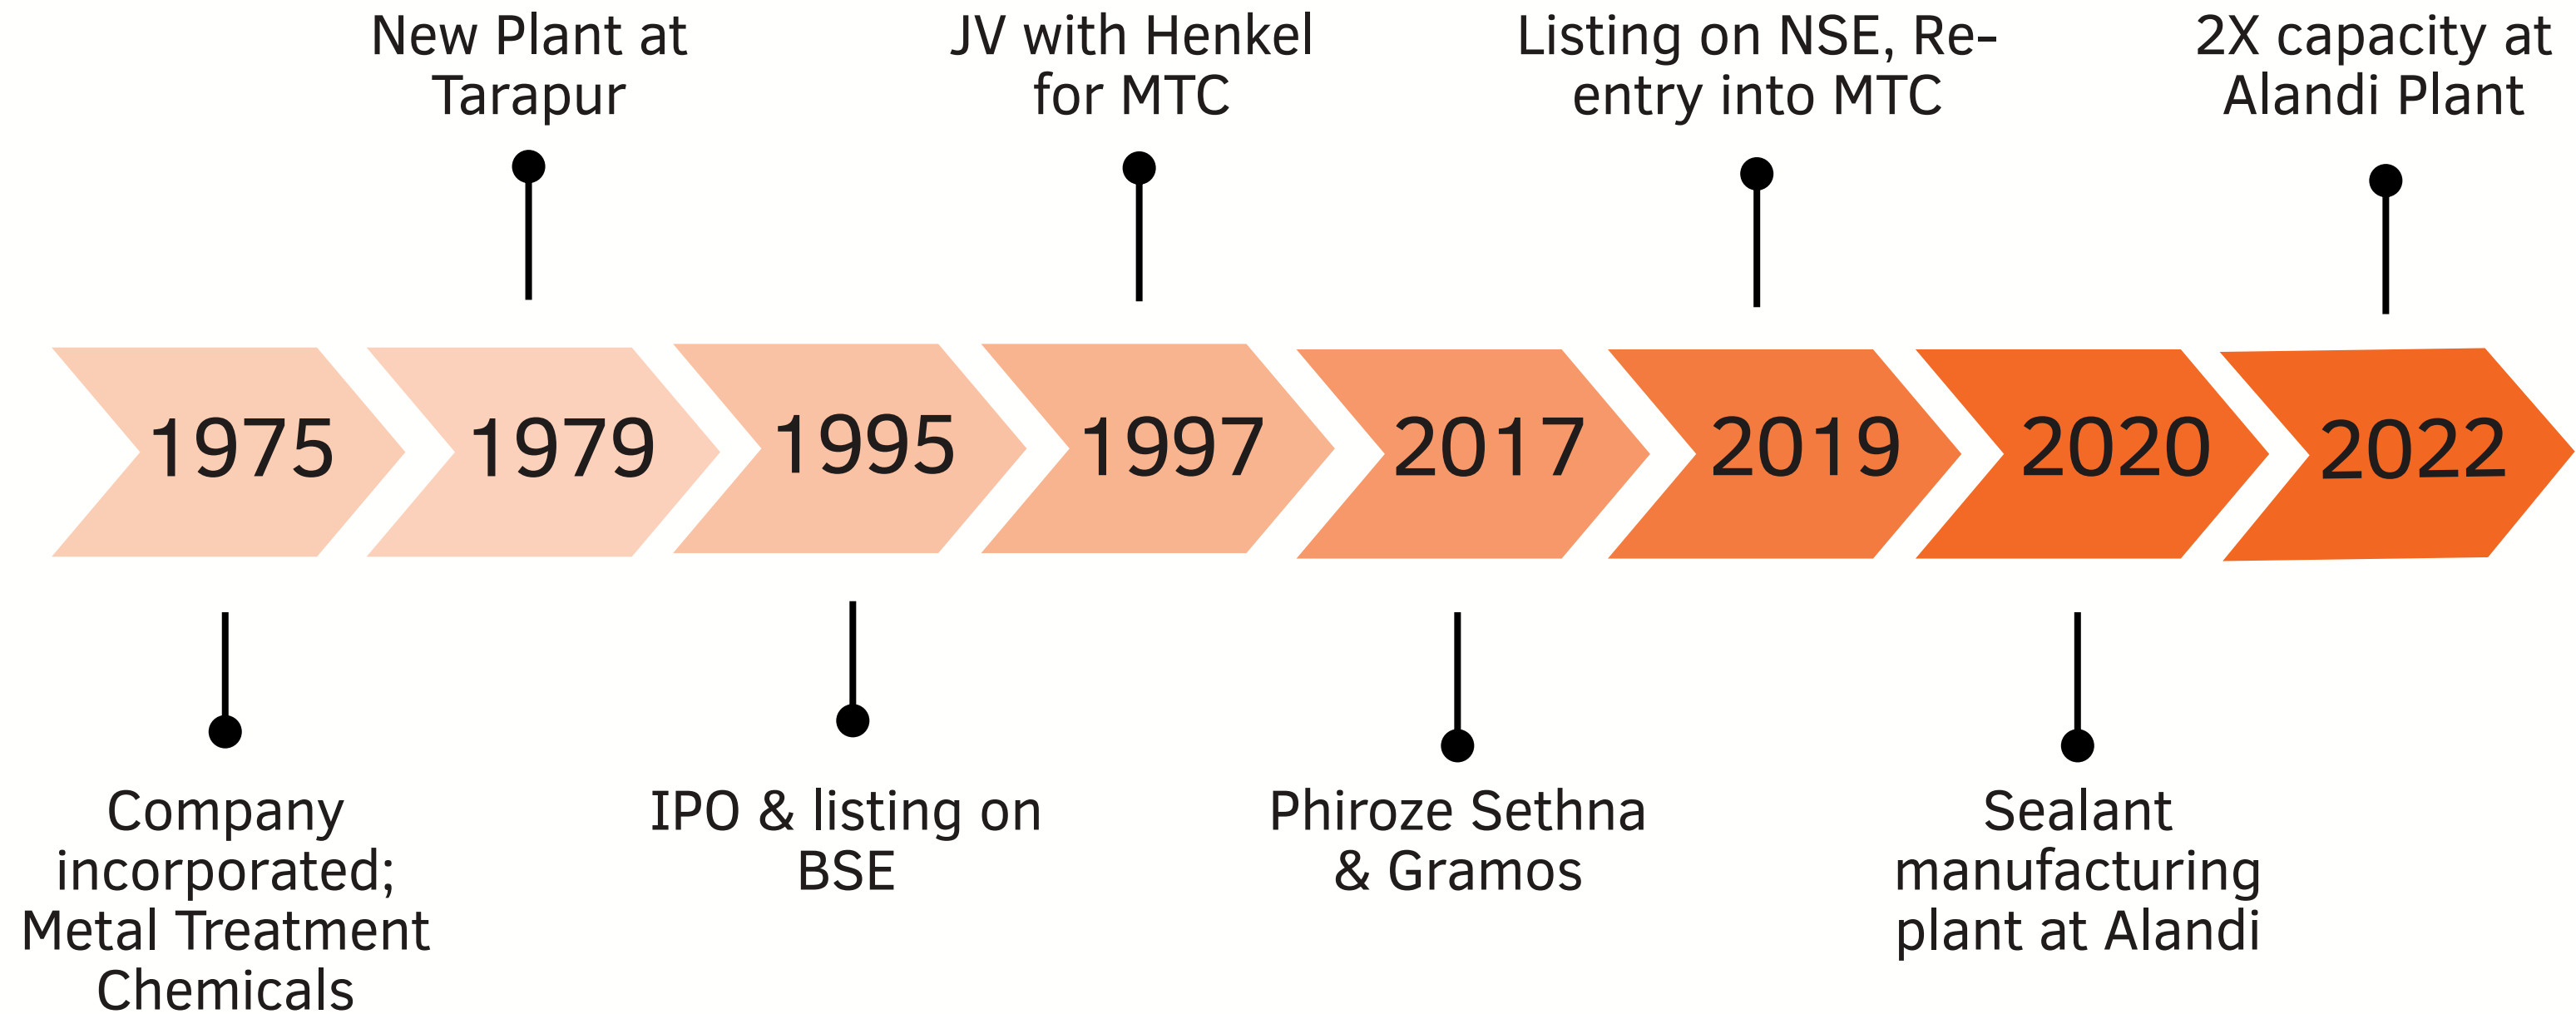 New Plant at
Tarapur
JV with Henkel
for MTC
Listing on NSE, Re-
entry into MTC
2X capacity at
Alandi Plant
1975
1979
1995
1997
2017
2019
2020
2022
Company
incorporated;
Metal Treatment
Chemicals
IPO & listing on
BSE
Phiroze Sethna
& Gramos
Sealant
manufacturing
plant at Alandi